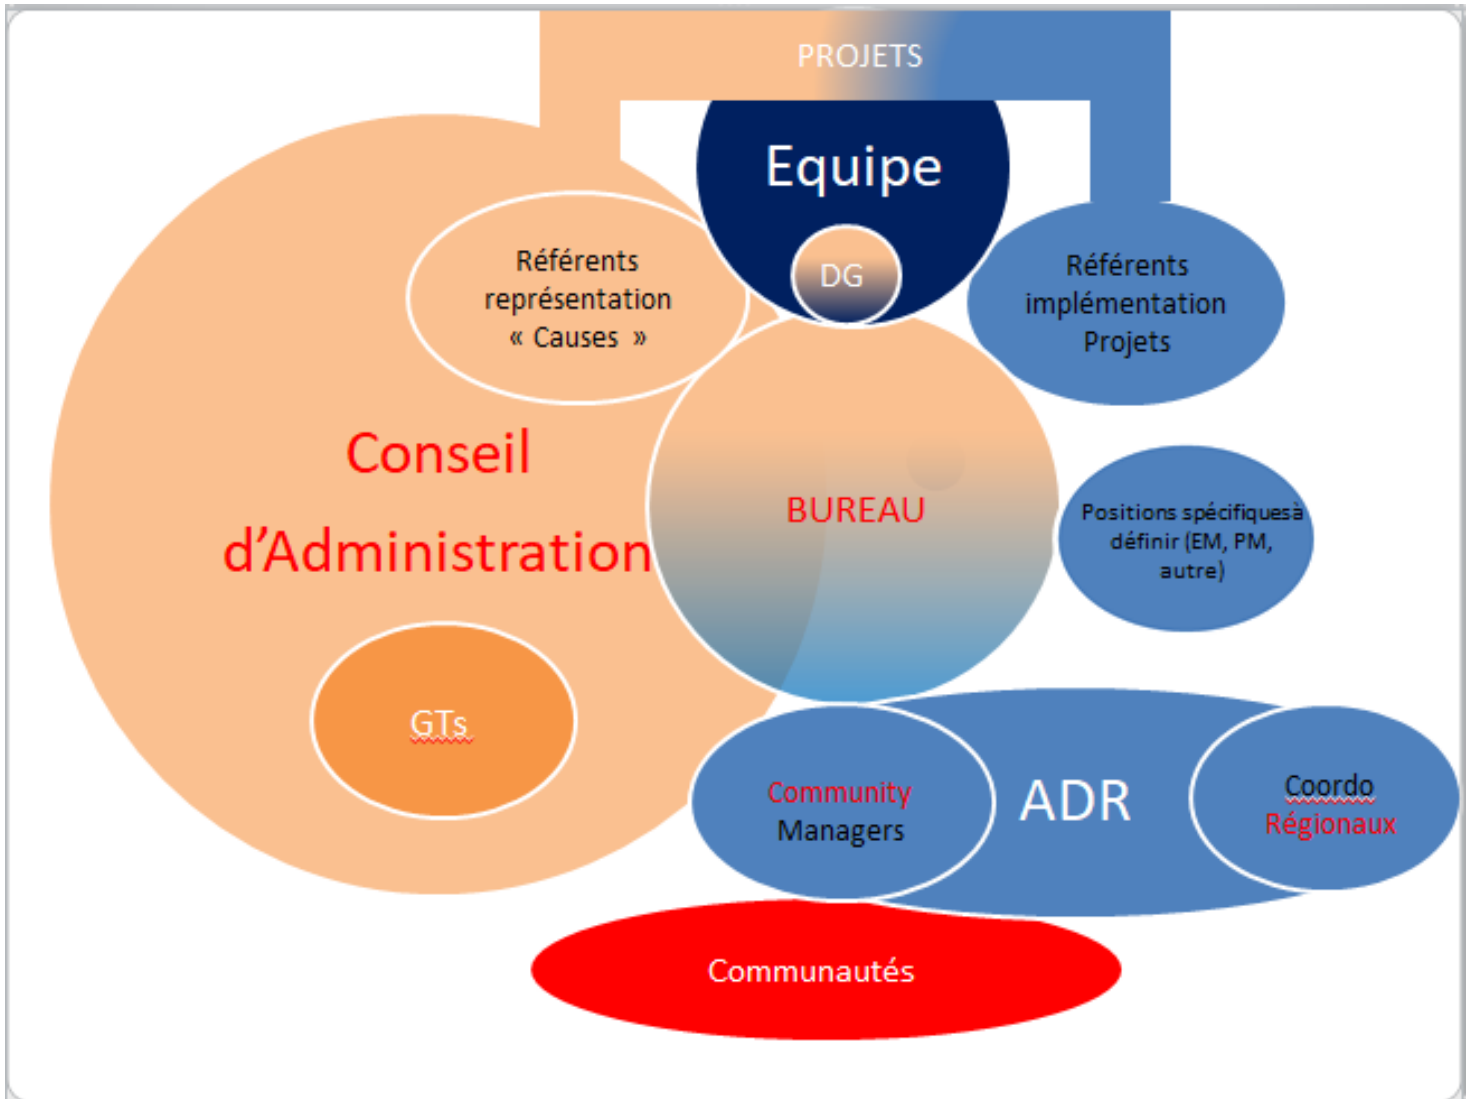 PROJETS
Equipe
DG
Référents
représentation
« Causes »
Référents
implémentation
Projets
Conseil
d’Administration
BUREAU
Positions spécifiquesà
définir (EM, PM,
autre)
GTs
Community
Managers
ADR
Coordo
Régionaux
Communautés